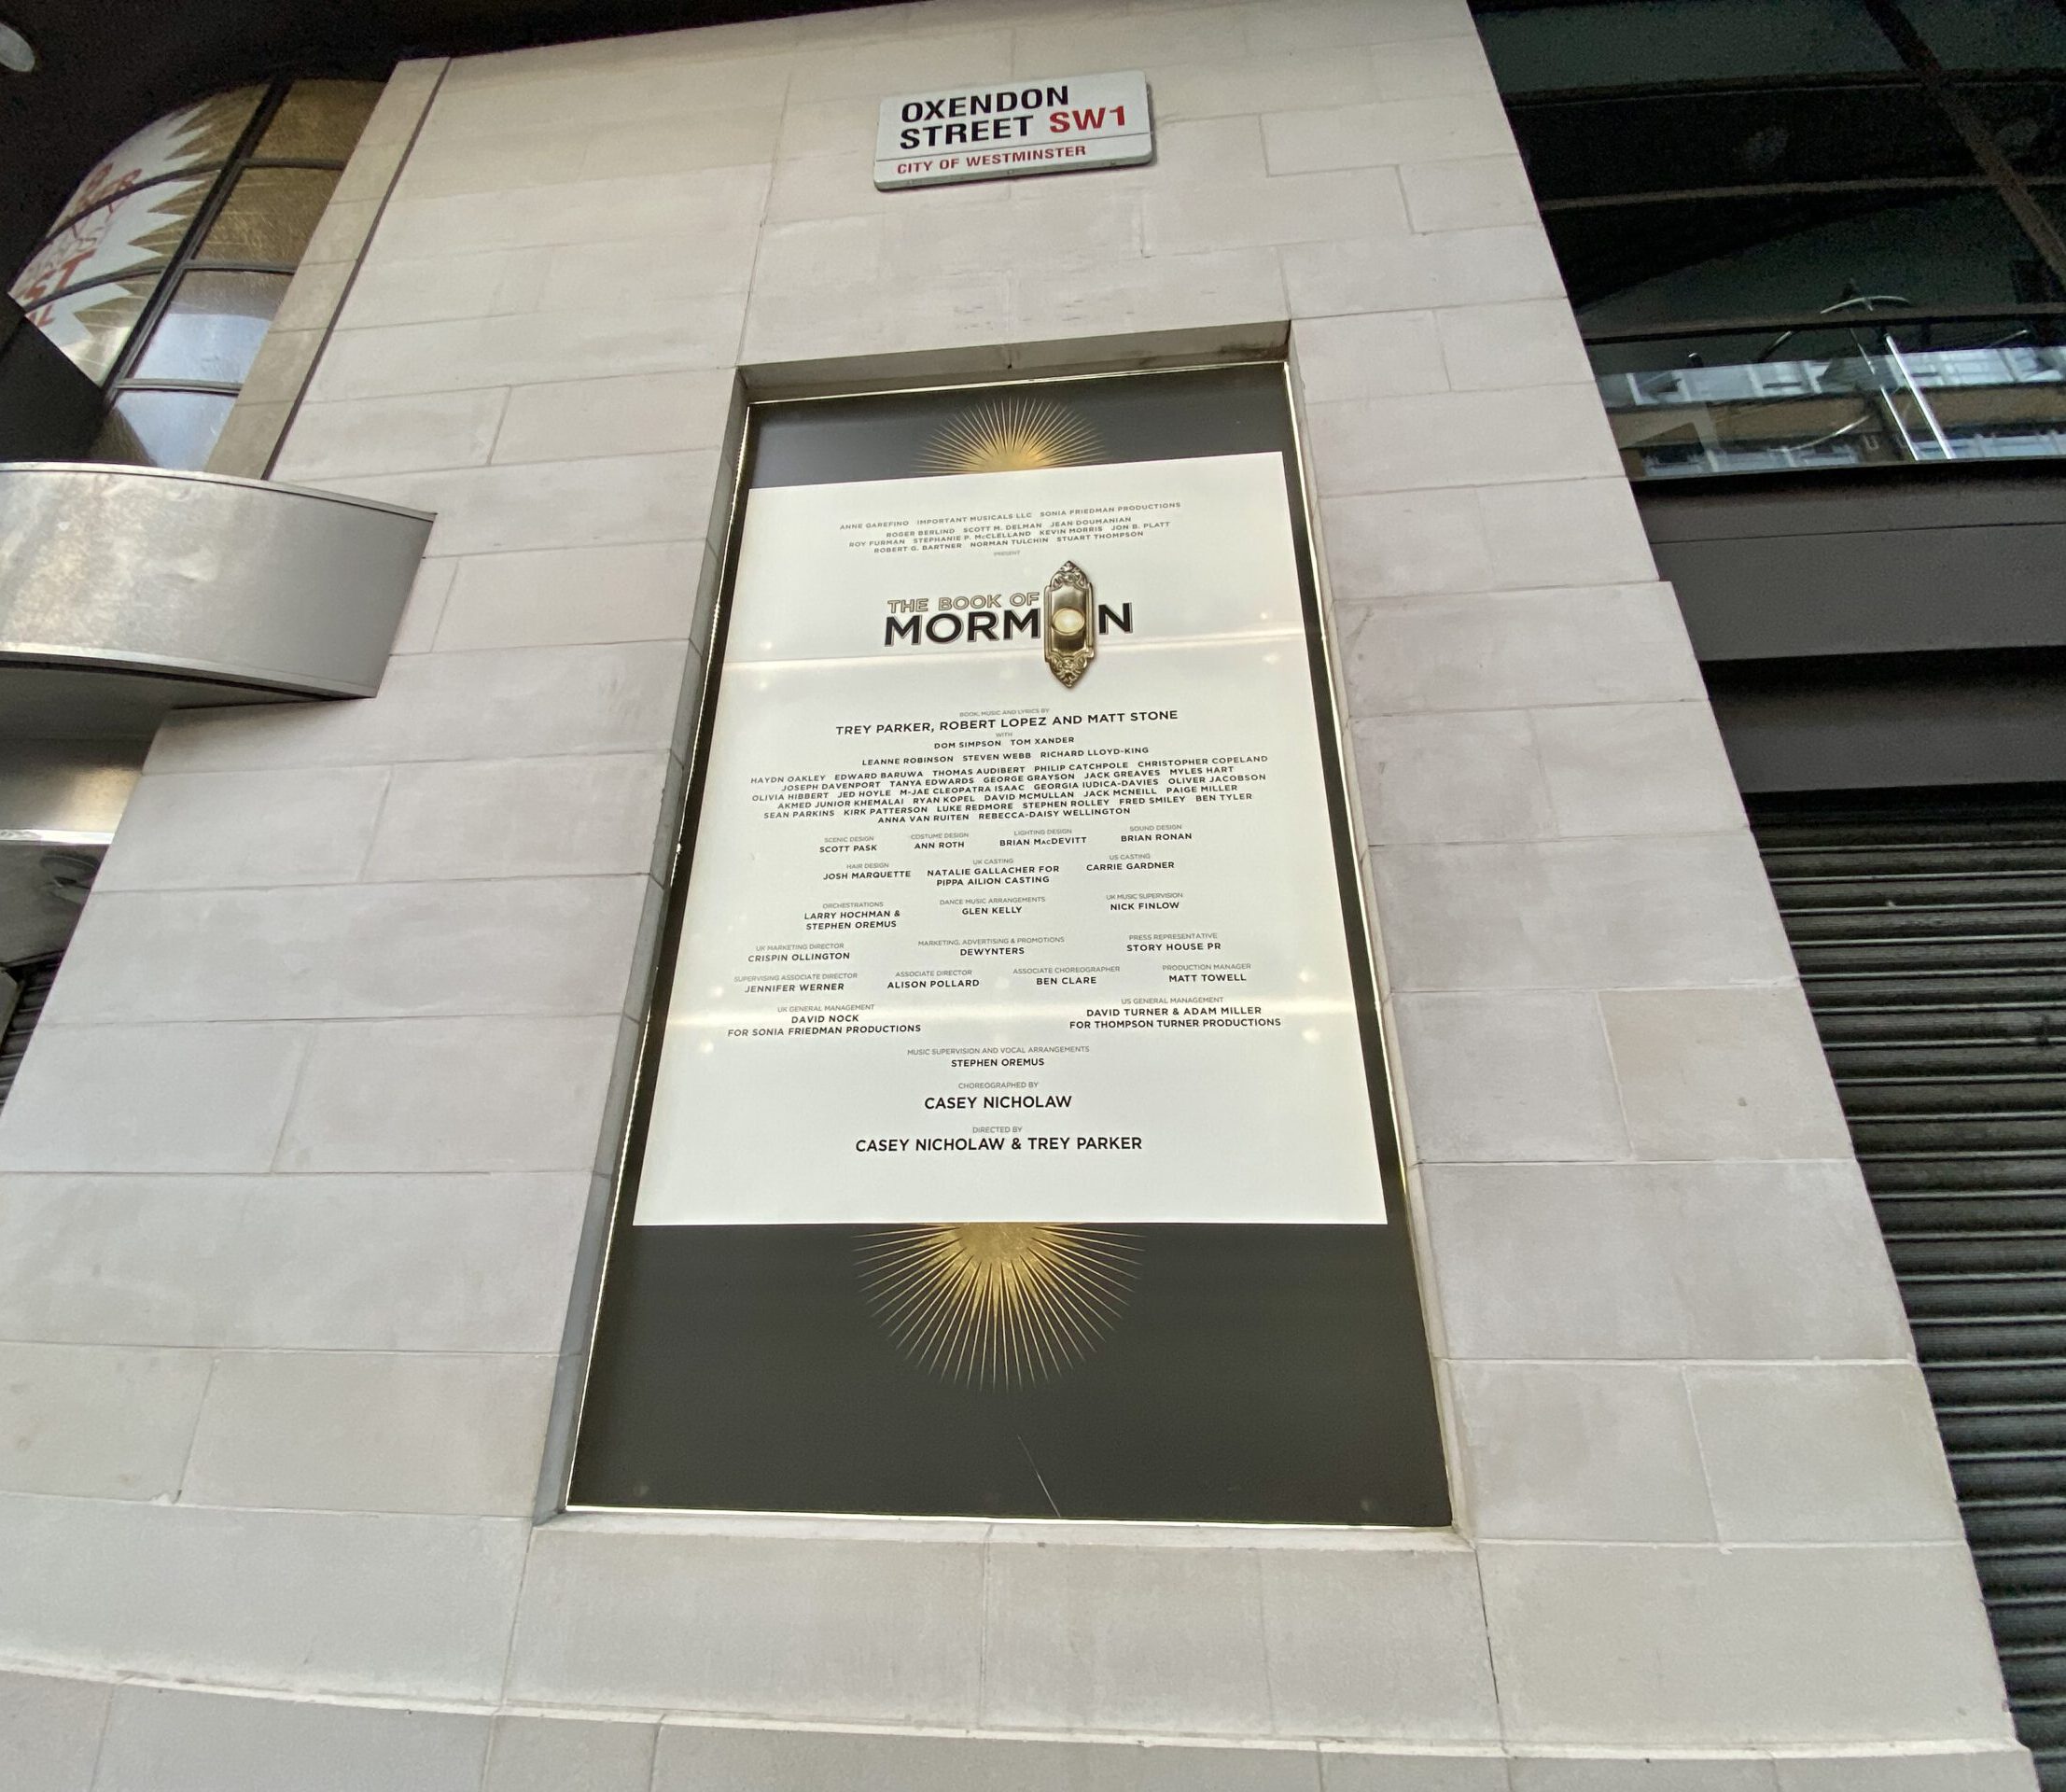 OXENDON
STREET SW1
CITY OF WESTMINSTER
ANNE GAREFINO IMPORTANT MUSICALS LLC SONIA FRIEDMAN PRODUCTIONS
ROGER BERLIND SCOTT M. DELMAN JEAN DOUMANIAN
ROY FURMAN STEPHANIE P. McCLELLAND KEVIN MORRIS JON B. PLATT
ROBERT G. BARTNER NORMAN TULCHIN STUART THOMPSON
PRESENT
THE BOOK OF
MORMON
BOOK, MUSIC AND LYRICS BY
TREY PARKER, ROBERT LOPEZ AND MATT STONE
WITH
DOM SIMPSON TOM XANDER
LEANNE ROBINSON STEVEN WEBB RICHARD LLOYD-KING
HAYDN OAKLEY EDWARD BARUWA THOMAS AUDIBERT PHILIP CATCHPOLE CHRISTOPHER COPELAND
JOSEPH DAVENPORT TANYA EDWARDS GEORGE GRAYSON JACK GREAVES MYLES HART
OLIVIA HIBBERT JED HOYLE M-JAE CLEOPATRA ISAAC GEORGIA IUDICA-DAVIES OLIVER JACOBSON
AKMED JUNIOR KHEMALAI RYAN KOPEL DAVID MCMULLAN JACK MCNEILL PAIGE MILLER
SEAN PARKINS KIRK PATTERSON LUKE REDMORE STEPHEN ROLLEY FRED SMILEY BEN TYLER
ANNA VAN RUITEN REBECCA-DAISY WELLINGTON
SCENIC DESIGN COSTUME DESIGN LIGHTING DESIGN SOUND DESIGN
SCOTT PASK ANN ROTH BRIAN MacDEVITT BRIAN RONAN
HAIR DESIGN UK CASTING US CASTING
JOSH MARQUETTE NATALIE GALLACHER FOR CARRIE GARDNER
PIPPA AILION CASTING
ORCHESTRATIONS DANCE MUSIC ARRANGEMENTS UK MUSIC SUPERVISION
LARRY HOCHMAN & GLEN KELLY NICK FINLOW
STEPHEN OREMUS
UK MARKETING DIRECTOR MARKETING, ADVERTISING & PROMOTIONS PRESS REPRESENTATIVE
CRISPIN OLLINGTON DEWYNTERS STORY HOUSE PR
SUPERVISING ASSOCIATE DIRECTOR ASSOCIATE DIRECTOR ASSOCIATE CHOREOGRAPHER PRODUCTION MANAGER
JENNIFER WERNER ALISON POLLARD BEN CLARE MATT TOWELL
UK GENERAL MANAGEMENT US GENERAL MANAGEMENT
DAVID NOCK DAVID TURNER & ADAM MILLER
FOR SONIA FRIEDMAN PRODUCTIONS FOR THOMPSON TURNER PRODUCTIONS
MUSIC SUPERVISION AND VOCAL ARRANGEMENTS
STEPHEN OREMUS
CHOREOGRAPHED BY
CASEY NICHOLAW
DIRECTED BY
CASEY NICHOLAW & TREY PARKER